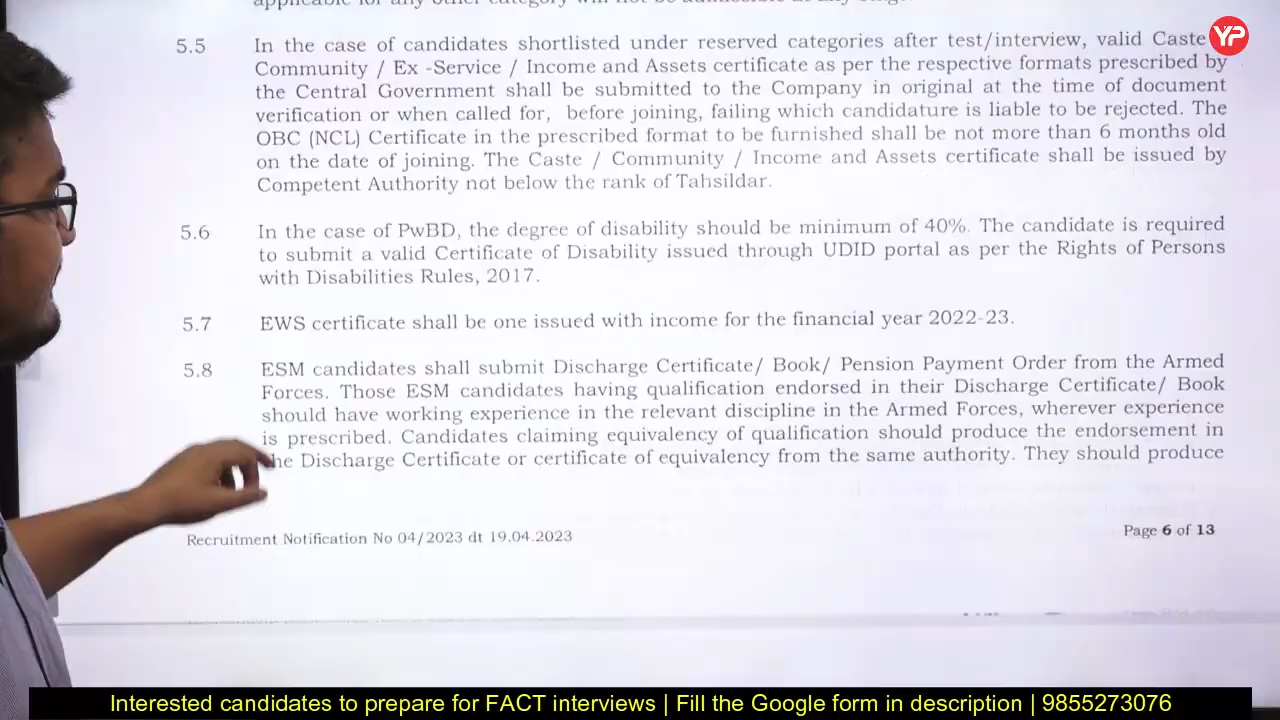 applicable for any other category will not be admissible at any stage.
YP
5.5 In the case of candidates shortlisted under reserved categories after test/interview, valid Caste
Community / Ex -Service / Income and Assets certificate as per the respective formats prescribed by
the Central Government shall be submitted to the Company in original at the time of document
verification or when called for, before joining, failing which candidature is liable to be rejected. The
OBC (NCL) Certificate in the prescribed format to be furnished shall be not more than 6 months old
on the date of joining. The Caste / Community / Income and Assets certificate shall be issued by
Competent Authority not below the rank of Tahsildar.
5.6 In the case of PwBD, the degree of disability should be minimum of 40%. The candidate is required
to submit a valid Certificate of Disability issued through UDID portal as per the Rights of Persons
with Disabilities Rules, 2017.
5.7 EWS certificate shall be one issued with income for the financial year 2022-23.
5.8 ESM candidates shall submit Discharge Certificate/ Book/ Pension Payment Order from the Armed
Forces. Those ESM candidates having qualification endorsed in their Discharge Certificate/ Book
should have working experience in the relevant discipline in the Armed Forces, wherever experience
is prescribed. Candidates claiming equivalency of qualification should produce the endorsement in
the Discharge Certificate or certificate of equivalency from the same authority. They should produce
Recruitment Notification No 04/2023 dt 19.04.2023
Page 6 of 13
Interested candidates to prepare for FACT interviews | Fill the Google form in description | 9855273076